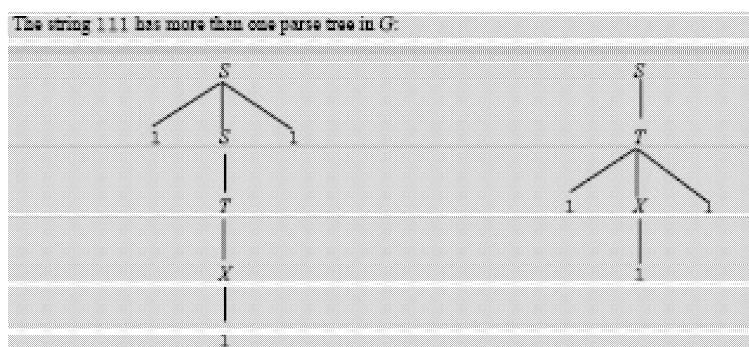 The string 111 has more than one parse tree in G:
S S
1 S 1 T
T 1 X 1
X 1
1